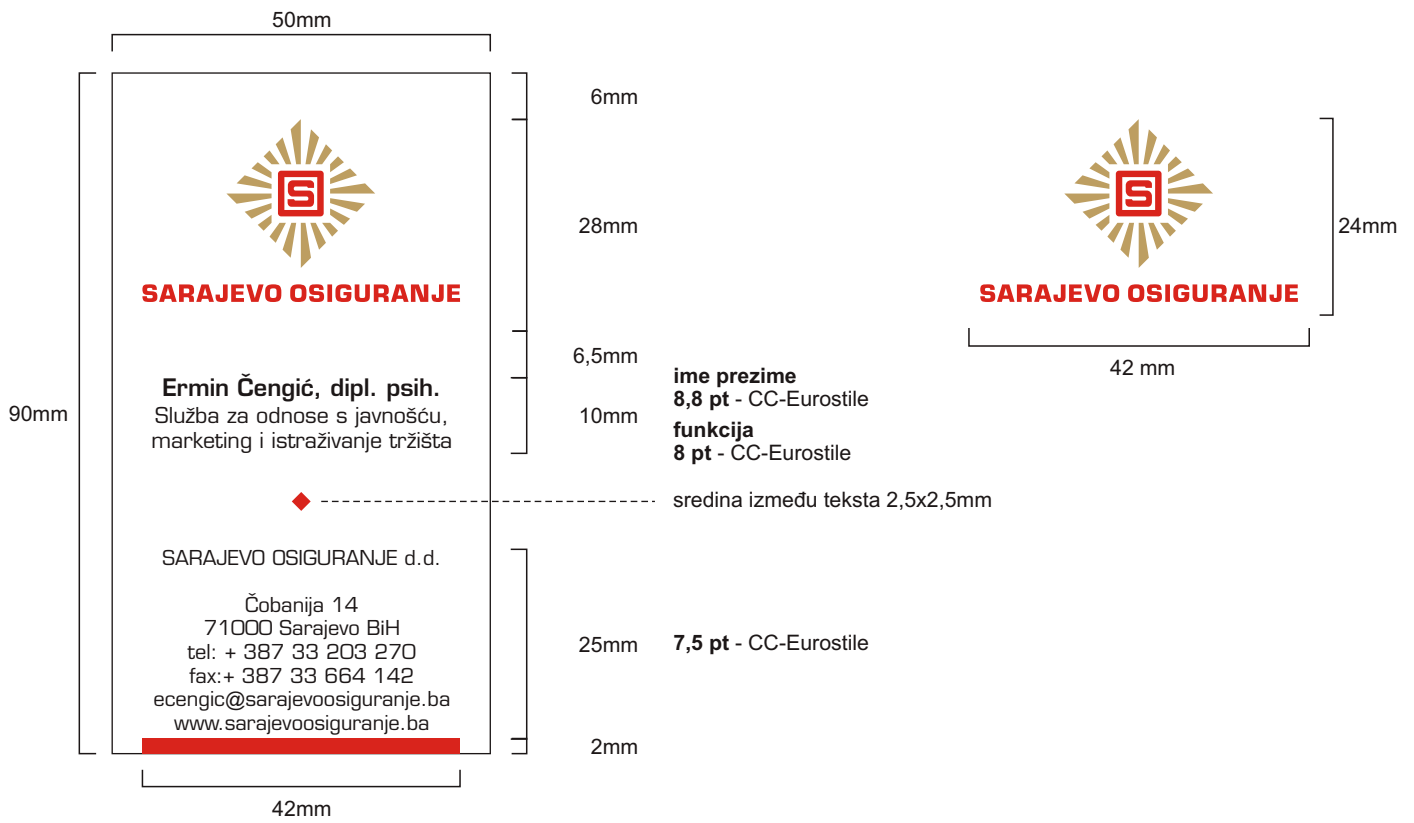 50mm
6mm
S
S
28mm
24mm
SARAJEVO OSIGURANJE
SARAJEVO OSIGURANJE
6,5mm
42 mm
90mm
Ermin Čengić, dipl. psih.
Služba za odnose s javnošću,
marketing i istraživanje tržišta
10mm
ime prezime
8,8 pt - CC-Eurostile
funkcija
8 pt - CC-Eurostile
sredina između teksta 2,5x2,5mm
SARAJEVO OSIGURANJE d.d.
Čobanija 14
71000 Sarajevo BiH
tel: + 387 33 203 270
fax:+ 387 33 664 142
ecengic@sarajevoosiguranje.ba
www.sarajevoosiguranje.ba
25mm
7,5 pt - CC-Eurostile
2mm
42mm